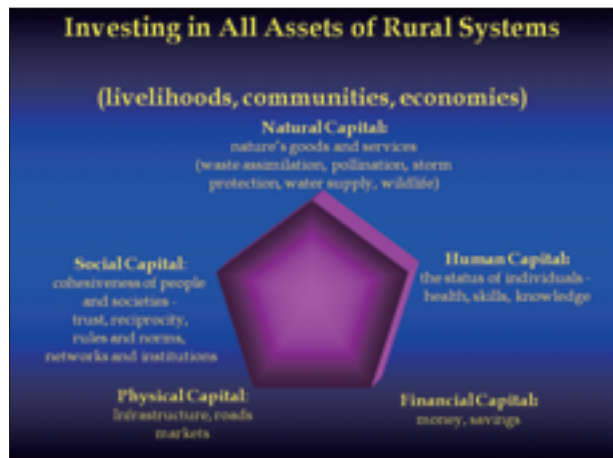 Investing in All Assets of Rural Systems
(livelihoods, communities, economies)
Natural Capital:
nature's goods and services
(waste assimilation, pollination, storm
protection, water supply, wildlife)
Social Capital:
cohesiveness of people
and societies -
trust, reciprocity,
rules and norms,
networks and institutions
Human Capital:
the status of individuals -
health, skills, knowledge
Physical Capital:
Infrastructure, roads
markets
Financial Capital:
money, savings